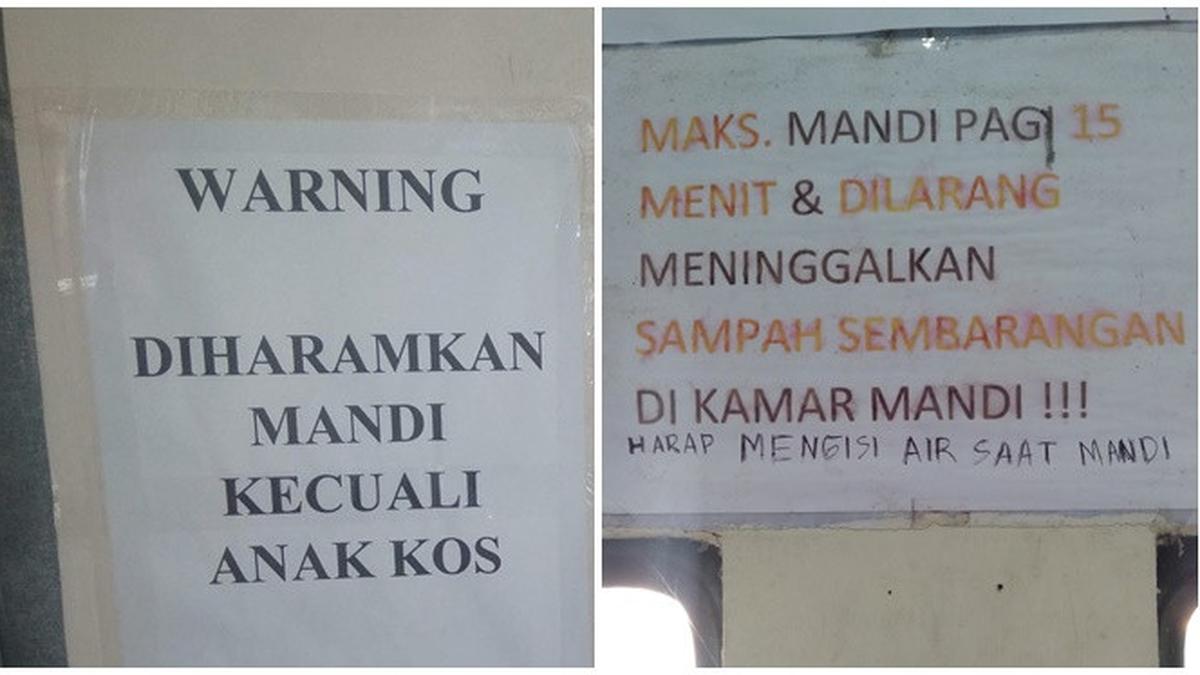 WARNING
DIHARAMKAN
MANDI
KECUALI
ANAK KOS
MAKS. MANDI PAGI 15
MENIT & DILARANG
MENINGGALKAN
SAMPAH SEMBARANGAN
DI KAMAR MANDI !!!
HARAP MENGISI AIR SAAT MANDI